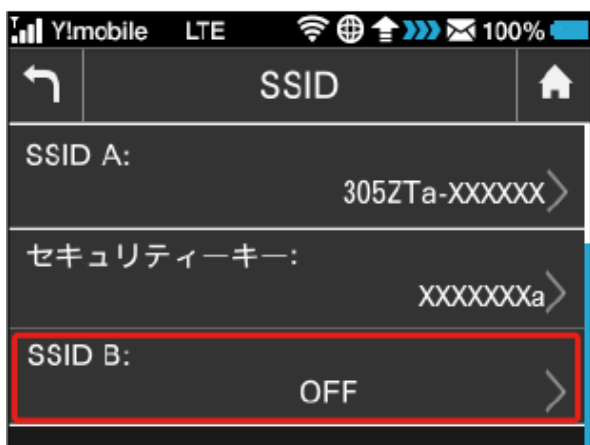 Y!mobile LTE 100%
SSID
SSID A:
305ZTa-XXXXXX
セキュリティーキー:
XXXXXXXa
SSID B:
OFF